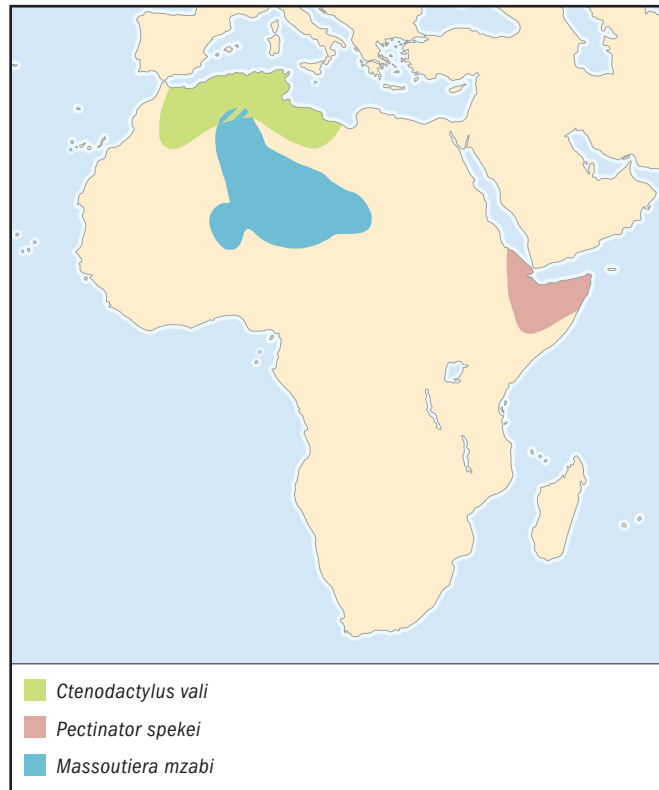 Ctenodactylus vali
Pectinator spekei
Massoutiera mzabi